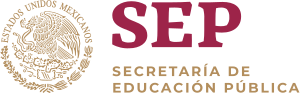 ESTADOS UNIDOS MEXICANOS
SEP
SECRETARÍA DE
EDUCACIÓN PÚBLICA